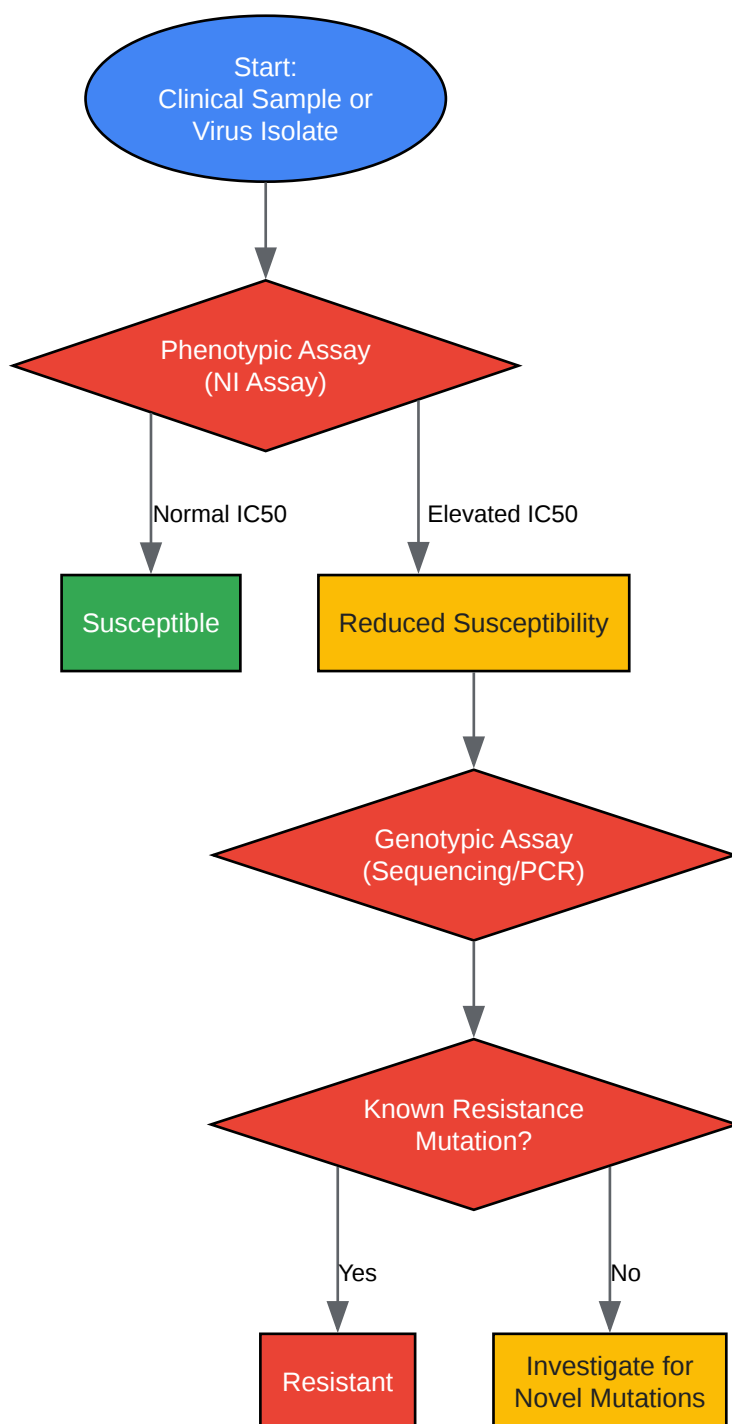 Start:
Clinical Sample or
Virus Isolate
Phenotypic Assay
(NI Assay)
Normal IC50
Elevated IC50
Susceptible
Reduced Susceptibility
Genotypic Assay
(Sequencing/PCR)
Known Resistance
Mutation?
Yes
No
Resistant
Investigate for
Novel Mutations